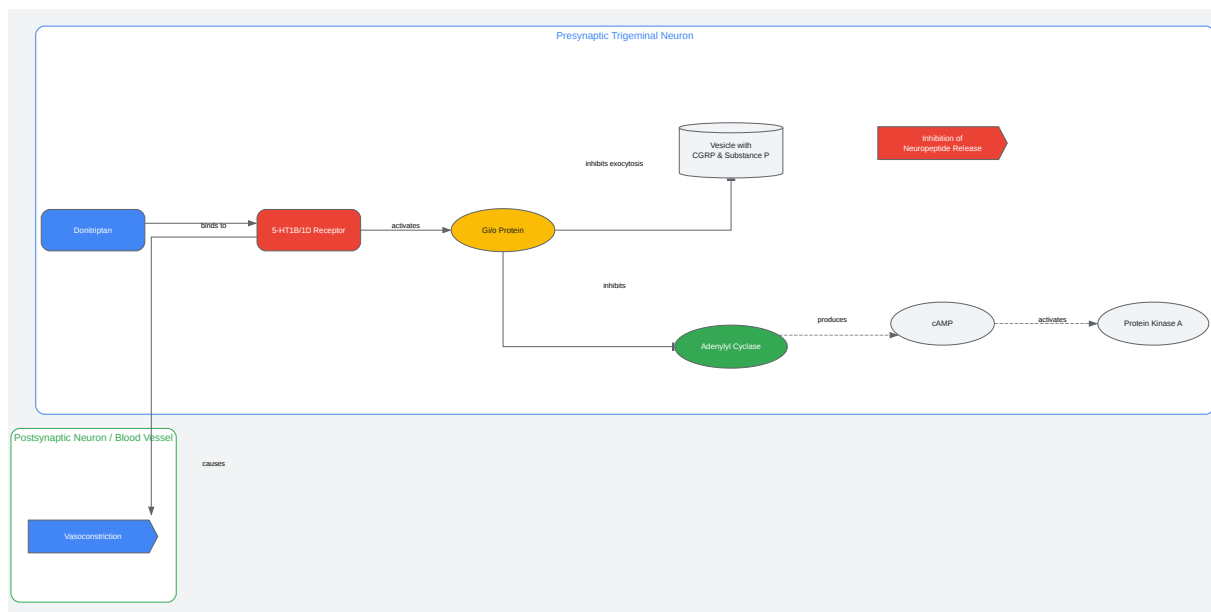 Presynaptic Trigeminal Neuron
Vesicle with
CGRP & Substance P
Inhibition of
Neuropeptide Release
inhibits exocytosis
Donitriptan
binds to
5-HT1B/1D Receptor
activates
Gi/o Protein
inhibits
Adenylyl Cyclase
produces
cAMP
activates
Protein Kinase A
Postsynaptic Neuron / Blood Vessel
causes
Vasoconstriction